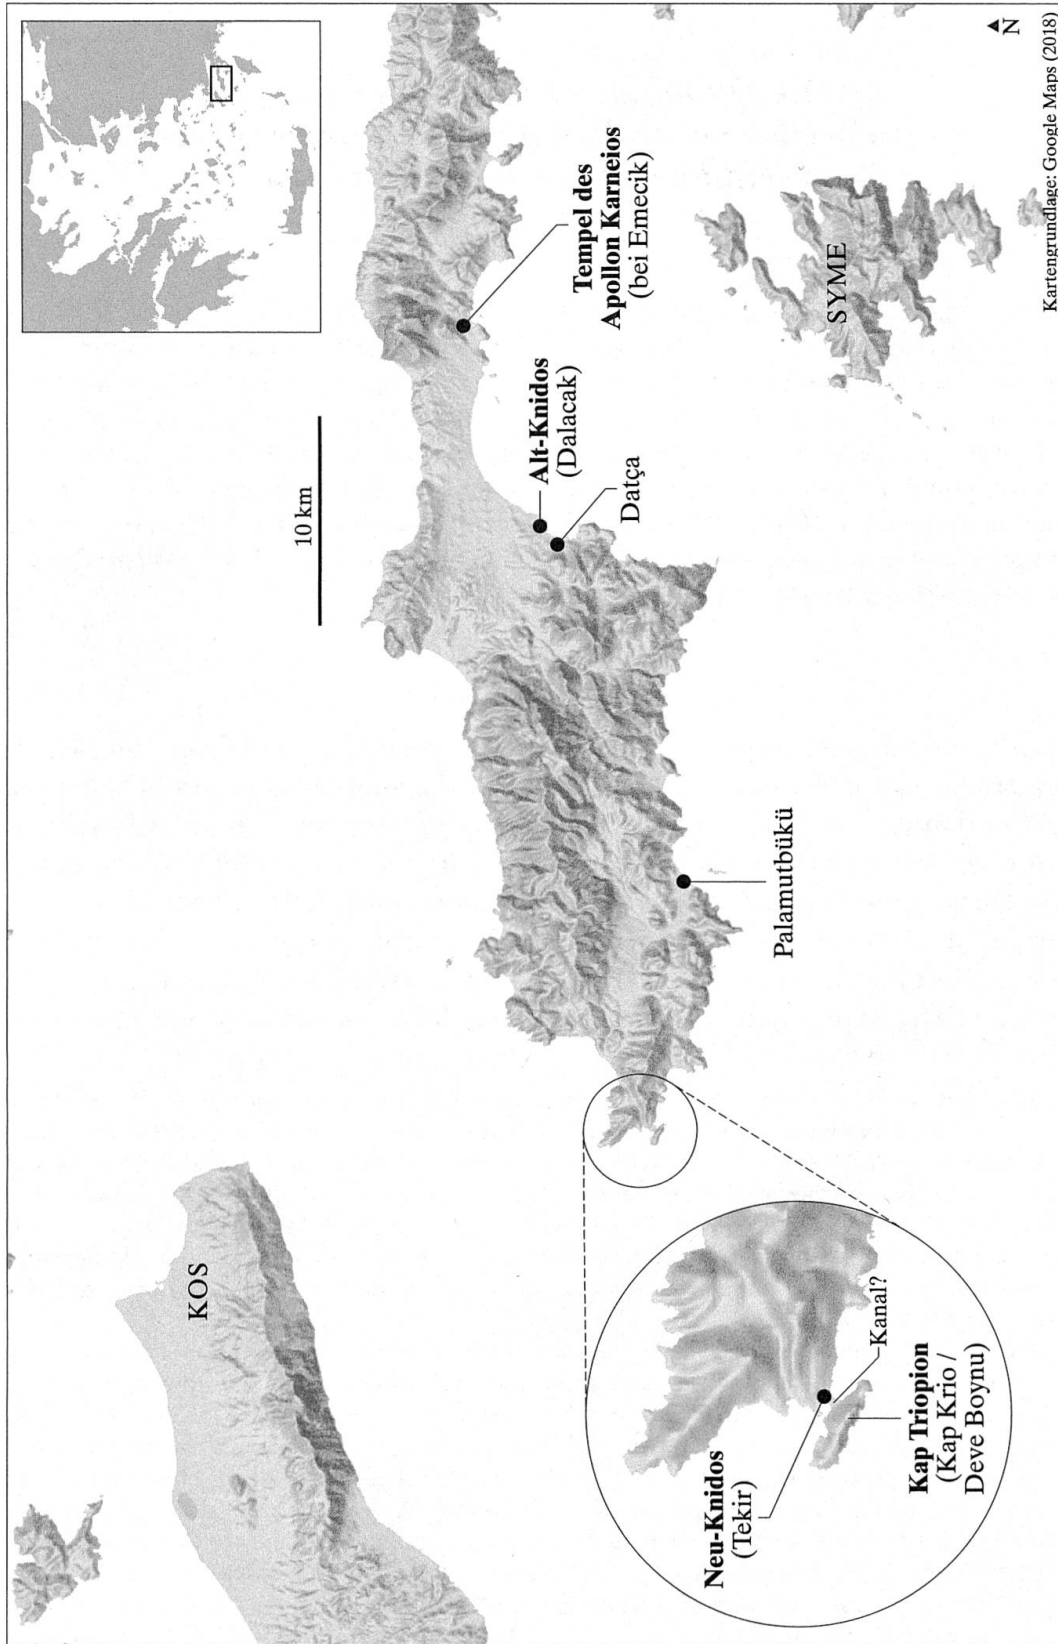 N
10 km
KOS
Tempel des
Apollon Karneios
(bei Emecik)
Alt-Knidos
(Dalacak)
Datça
SYME
Palamutbükü
Neu-Knidos
(Tekir)
Kanal?
Kap Triopion
(Kap Krio /
Deve Boynu)
Kartengrundlage: Google Maps (2018)